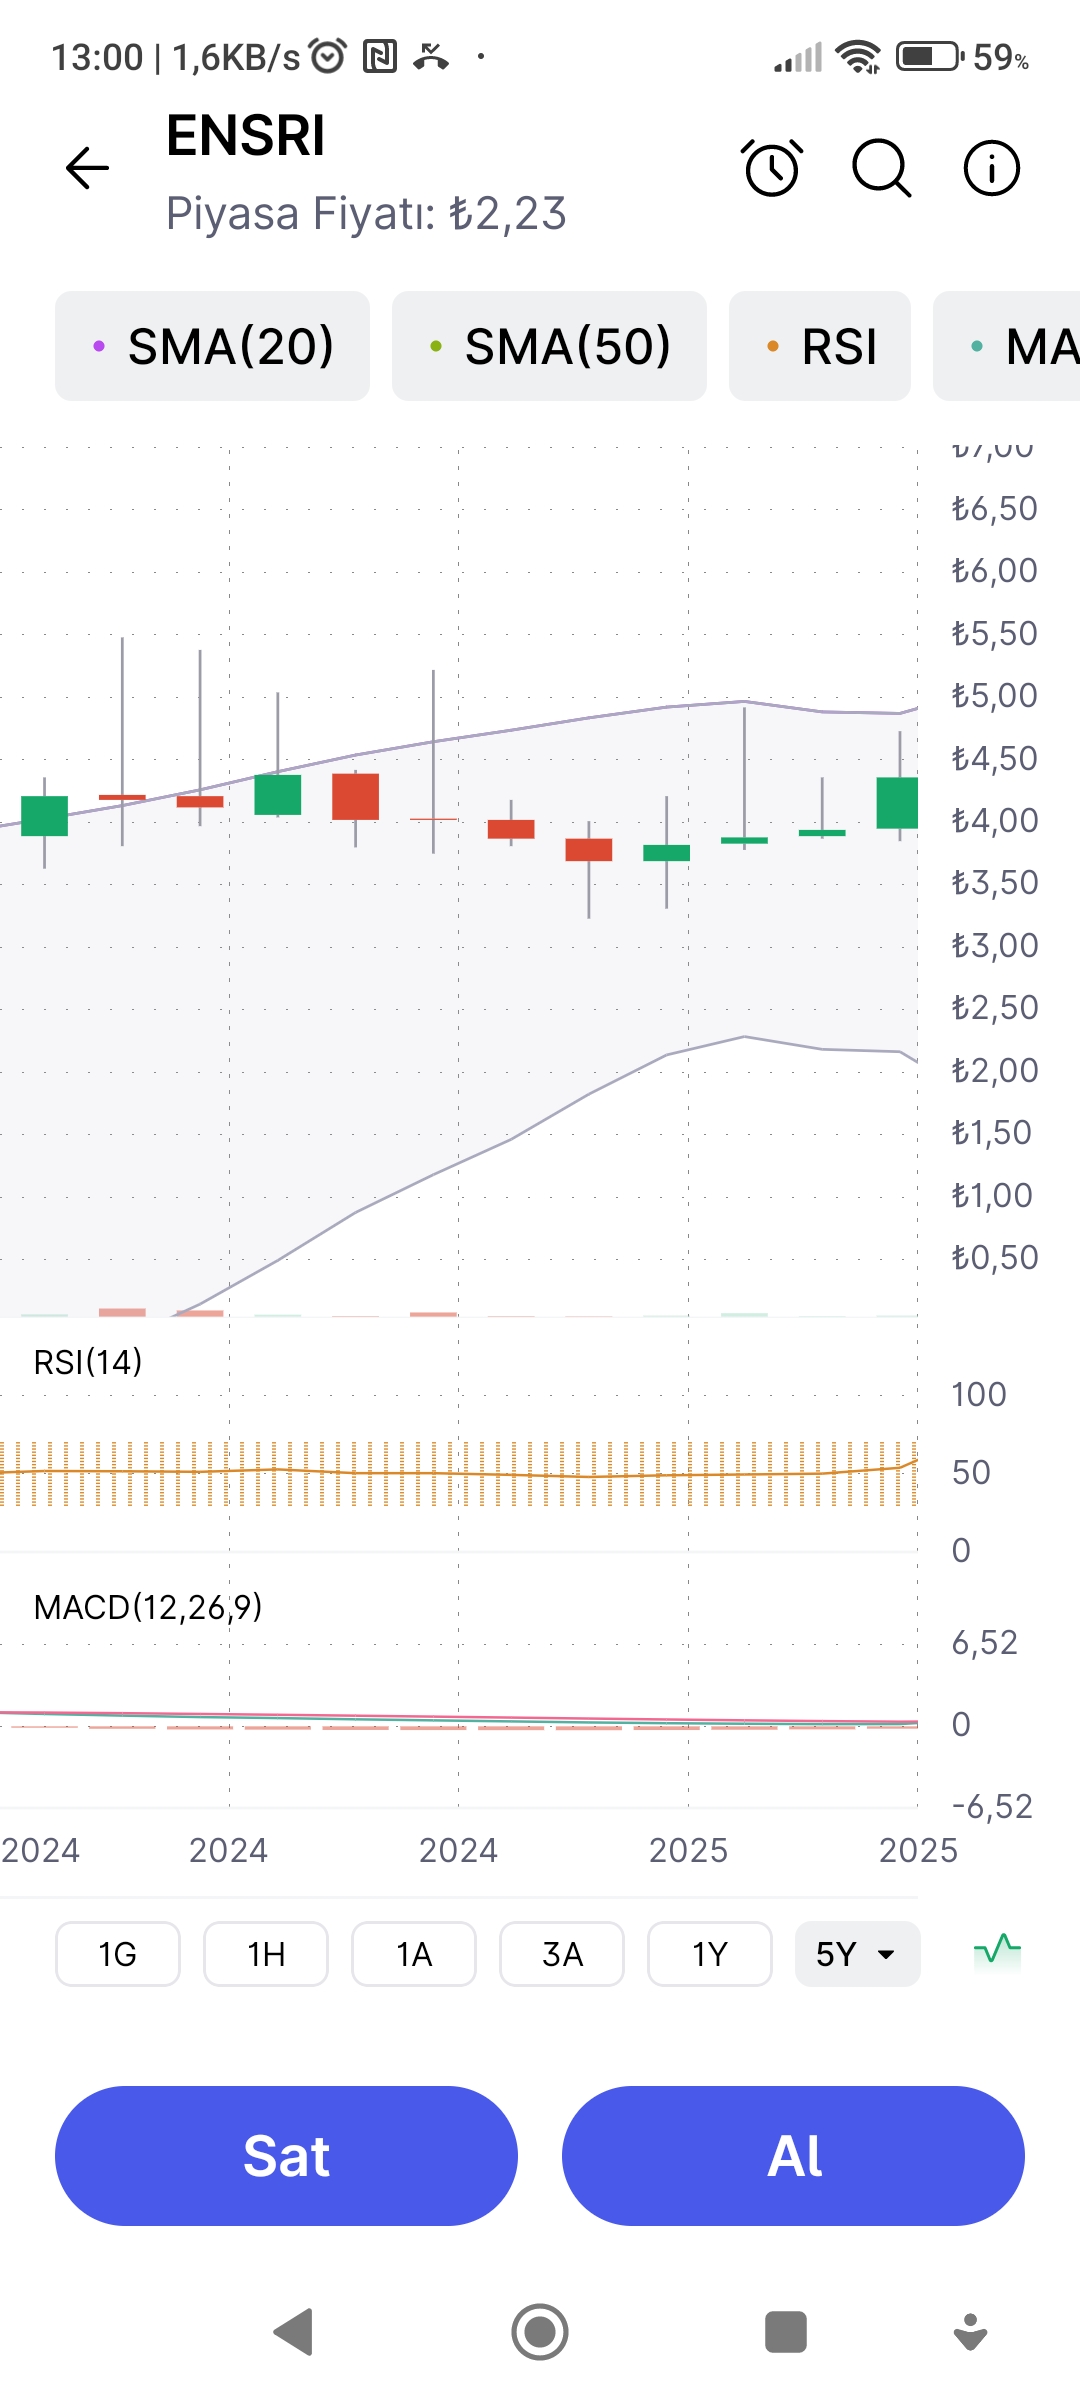 13:00 | 1,6KB/s
59%
ENSRI
Piyasa Fiyatı: ₺2,23
SMA(20)
SMA(50)
RSI
MA
₺7,00
₺6,50
₺6,00
₺5,50
₺5,00
₺4,50
₺4,00
₺3,50
₺3,00
₺2,50
₺2,00
₺1,50
₺1,00
₺0,50
RSI(14)
100
50
0
MACD(12,26,9)
6,52
0
-6,52
2024 2024 2024 2025 2025
1G 1H 1A 3A 1Y 5Y
Sat Al